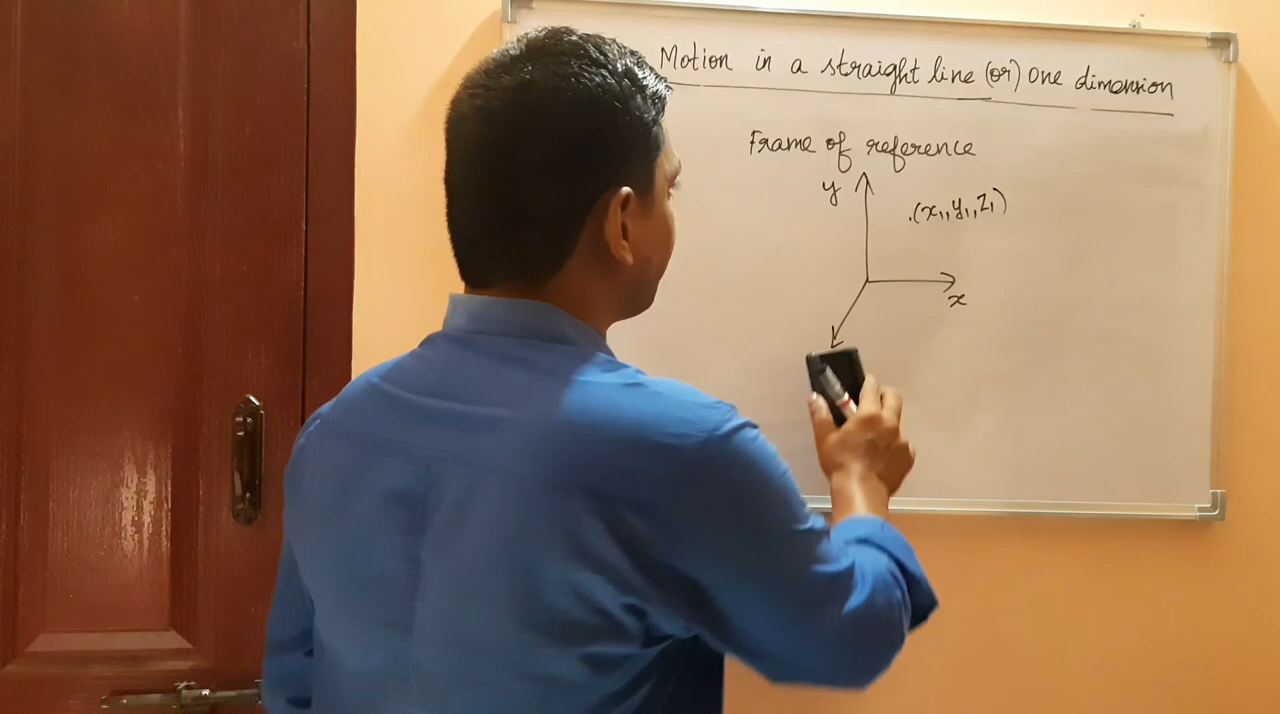 Motion in a straight line (or) One dimension
Frame of reference
y
.(x₁, y₁, z₁)
x